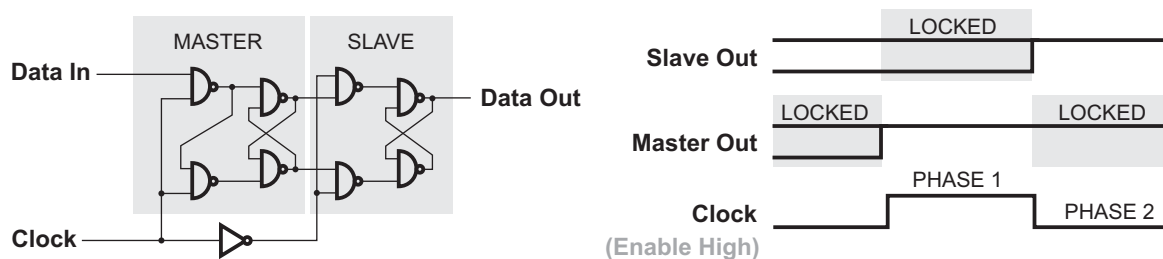 MASTER
SLAVE
Data In
Data Out
Clock
LOCKED
Slave Out
LOCKED
LOCKED
Master Out
PHASE 1
Clock
PHASE 2
(Enable High)